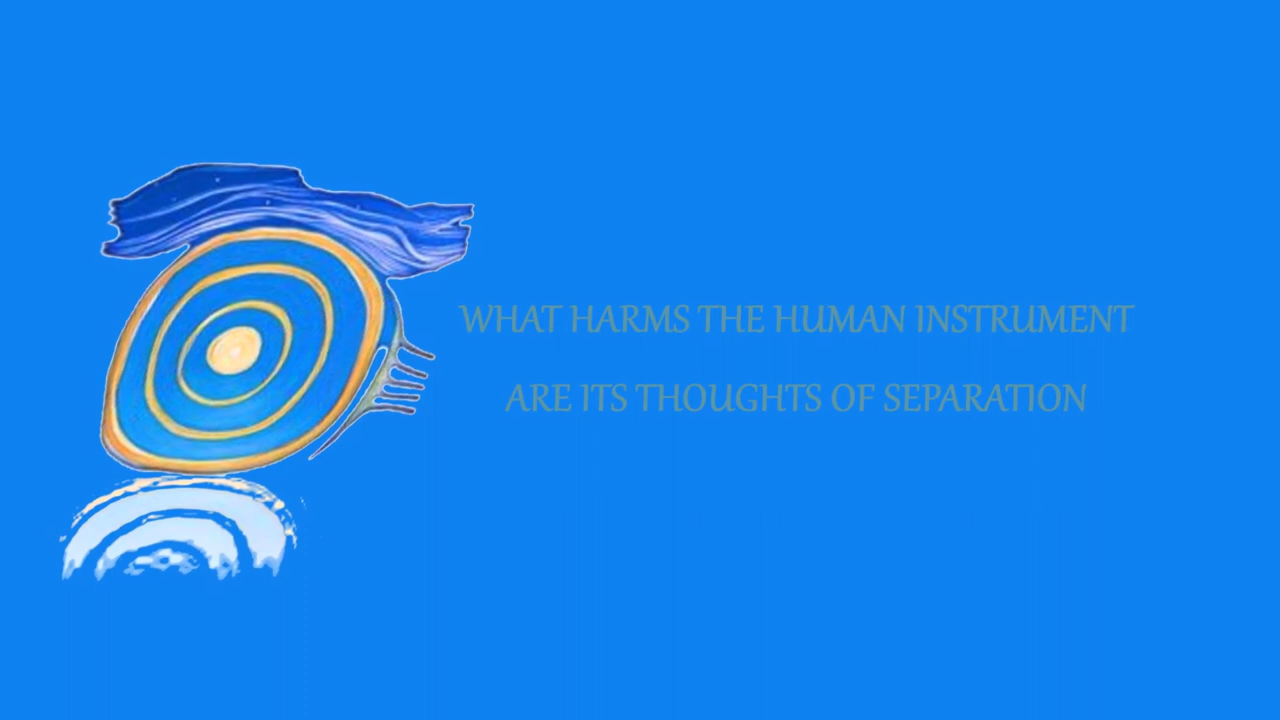 WHAT HARMS THE HUMAN INSTRUMENT
ARE ITS THOUGHTS OF SEPARATION